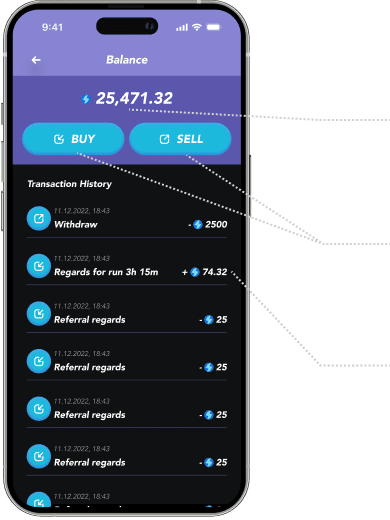 9:41
Balance
25,471.32
BUY
SELL
Transaction History
11.12.2022, 18:43
Withdraw - 2500
11.12.2022, 18:43
Regards for run 3h 15m + 74.32
11.12.2022, 18:43
Referral regards - 25
11.12.2022, 18:43
Referral regards - 25
11.12.2022, 18:43
Referral regards - 25
11.12.2022, 18:43
Referral regards - 25
11.12.2022, 18:43